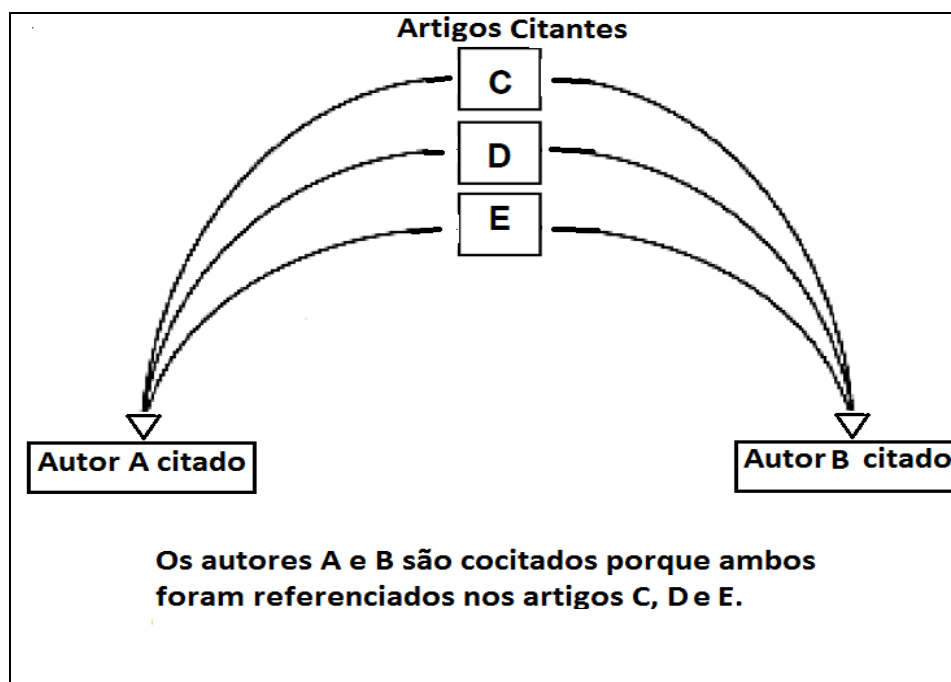 Artigos Citantes
C
D
E
Autor A citado
Autor B citado
Os autores A e B são cocitados porque ambos
foram referenciados nos artigos C, D e E.